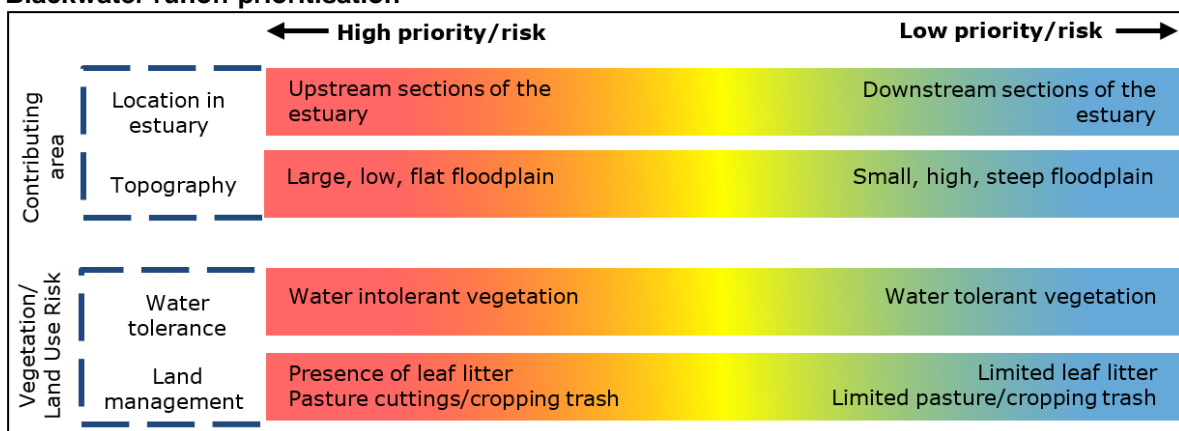 Blackwater runoff prioritisation
High priority/risk
Low priority/risk
Contributing
area
Location in
estuary
Upstream sections of the
estuary
Downstream sections of the
estuary
Topography
Large, low, flat floodplain
Small, high, steep floodplain
Vegetation/
Land Use Risk
Water
tolerance
Water intolerant vegetation
Water tolerant vegetation
Land
management
Presence of leaf litter
Pasture cuttings/cropping trash
Limited leaf litter
Limited pasture/cropping trash